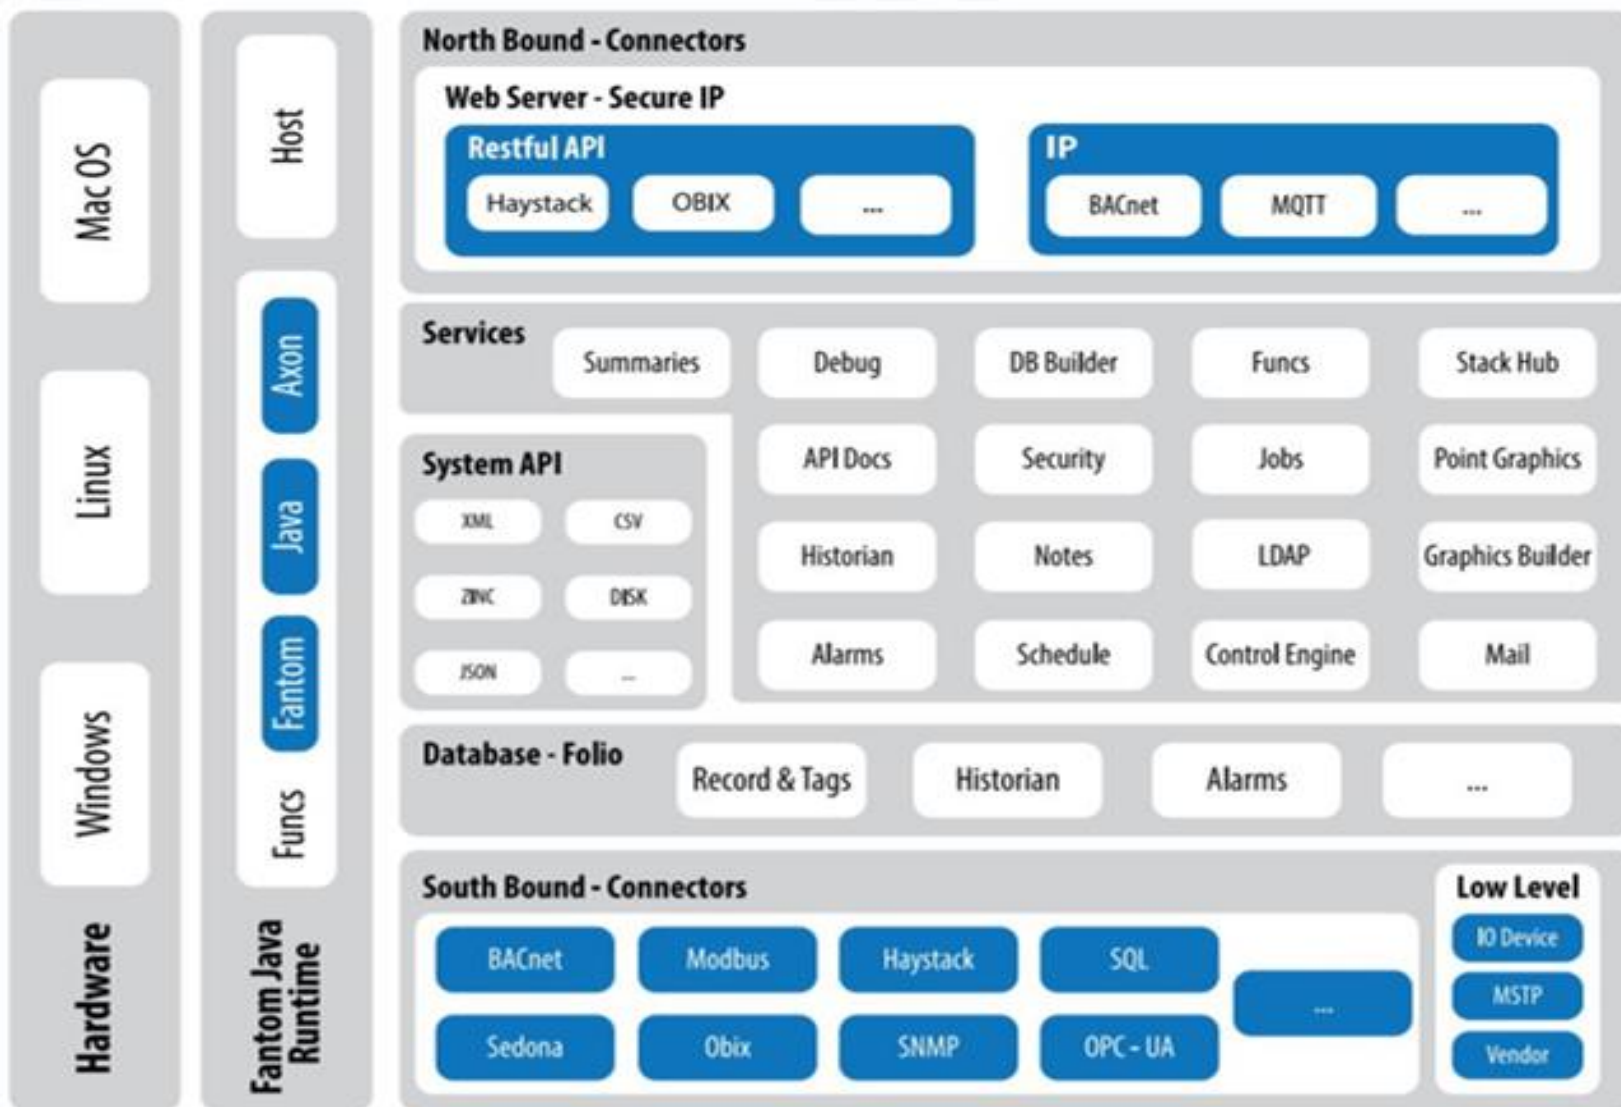 Mac OS
Linux
Windows
Hardware
Host
Axon
Java
Fantom
Funcs
Fantom Java
Runtime
North Bound - Connectors
Web Server - Secure IP
Restful API
Haystack
OBIX
...
IP
BACnet
MQTT
...
Services
Summaries
Debug
DB Builder
Funcs
Stack Hub
API Docs
Security
Jobs
Point Graphics
Historian
Notes
LDAP
Graphics Builder
Alarms
Schedule
Control Engine
Mail
System API
XML
CSV
ZINC
DISK
JSON
...
Database - Folio
Record & Tags
Historian
Alarms
...
South Bound - Connectors
BACnet
Modbus
Haystack
SQL
...
Sedona
Obix
SNMP
OPC - UA
Low Level
IO Device
MSTP
Vendor